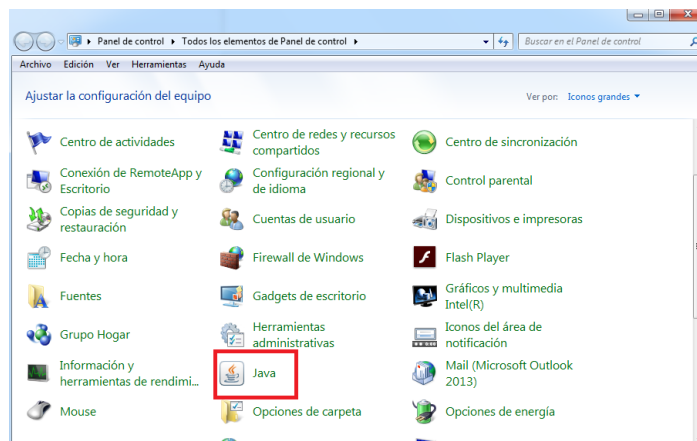 Panel de control ▸ Todos los elementos de Panel de control ▸
Buscar en el Panel de control
Archivo Edición Ver Herramientas Ayuda
Ajustar la configuración del equipo
Ver por: Iconos grandes
Centro de actividades
Centro de redes y recursos
compartidos
Centro de sincronización
Conexión de RemoteApp y
Escritorio
Configuración regional y
de idioma
Control parental
Copias de seguridad y
restauración
Cuentas de usuario
Dispositivos e impresoras
Fecha y hora
Firewall de Windows
Flash Player
Fuentes
Gadgets de escritorio
Gráficos y multimedia
Intel(R)
Grupo Hogar
Herramientas
administrativas
Iconos del área de
notificación
Información y
herramientas de rendimi...
Java
Mail (Microsoft Outlook
2013)
Mouse
Opciones de carpeta
Opciones de energía